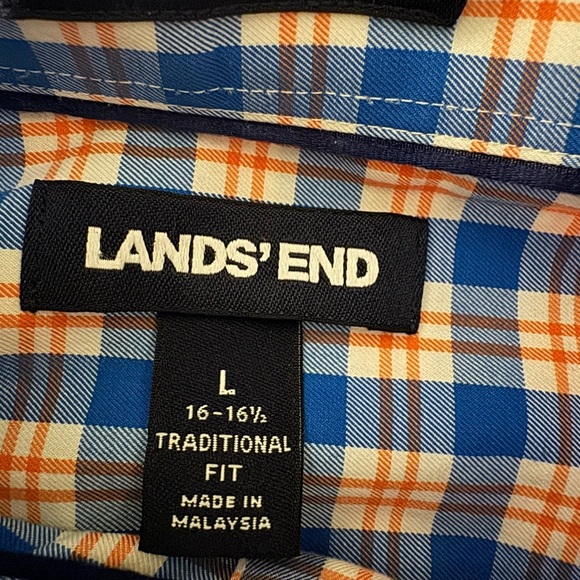 LANDS' END
L
16-16½
TRADITIONAL
FIT
MADE IN
MALAYSIA